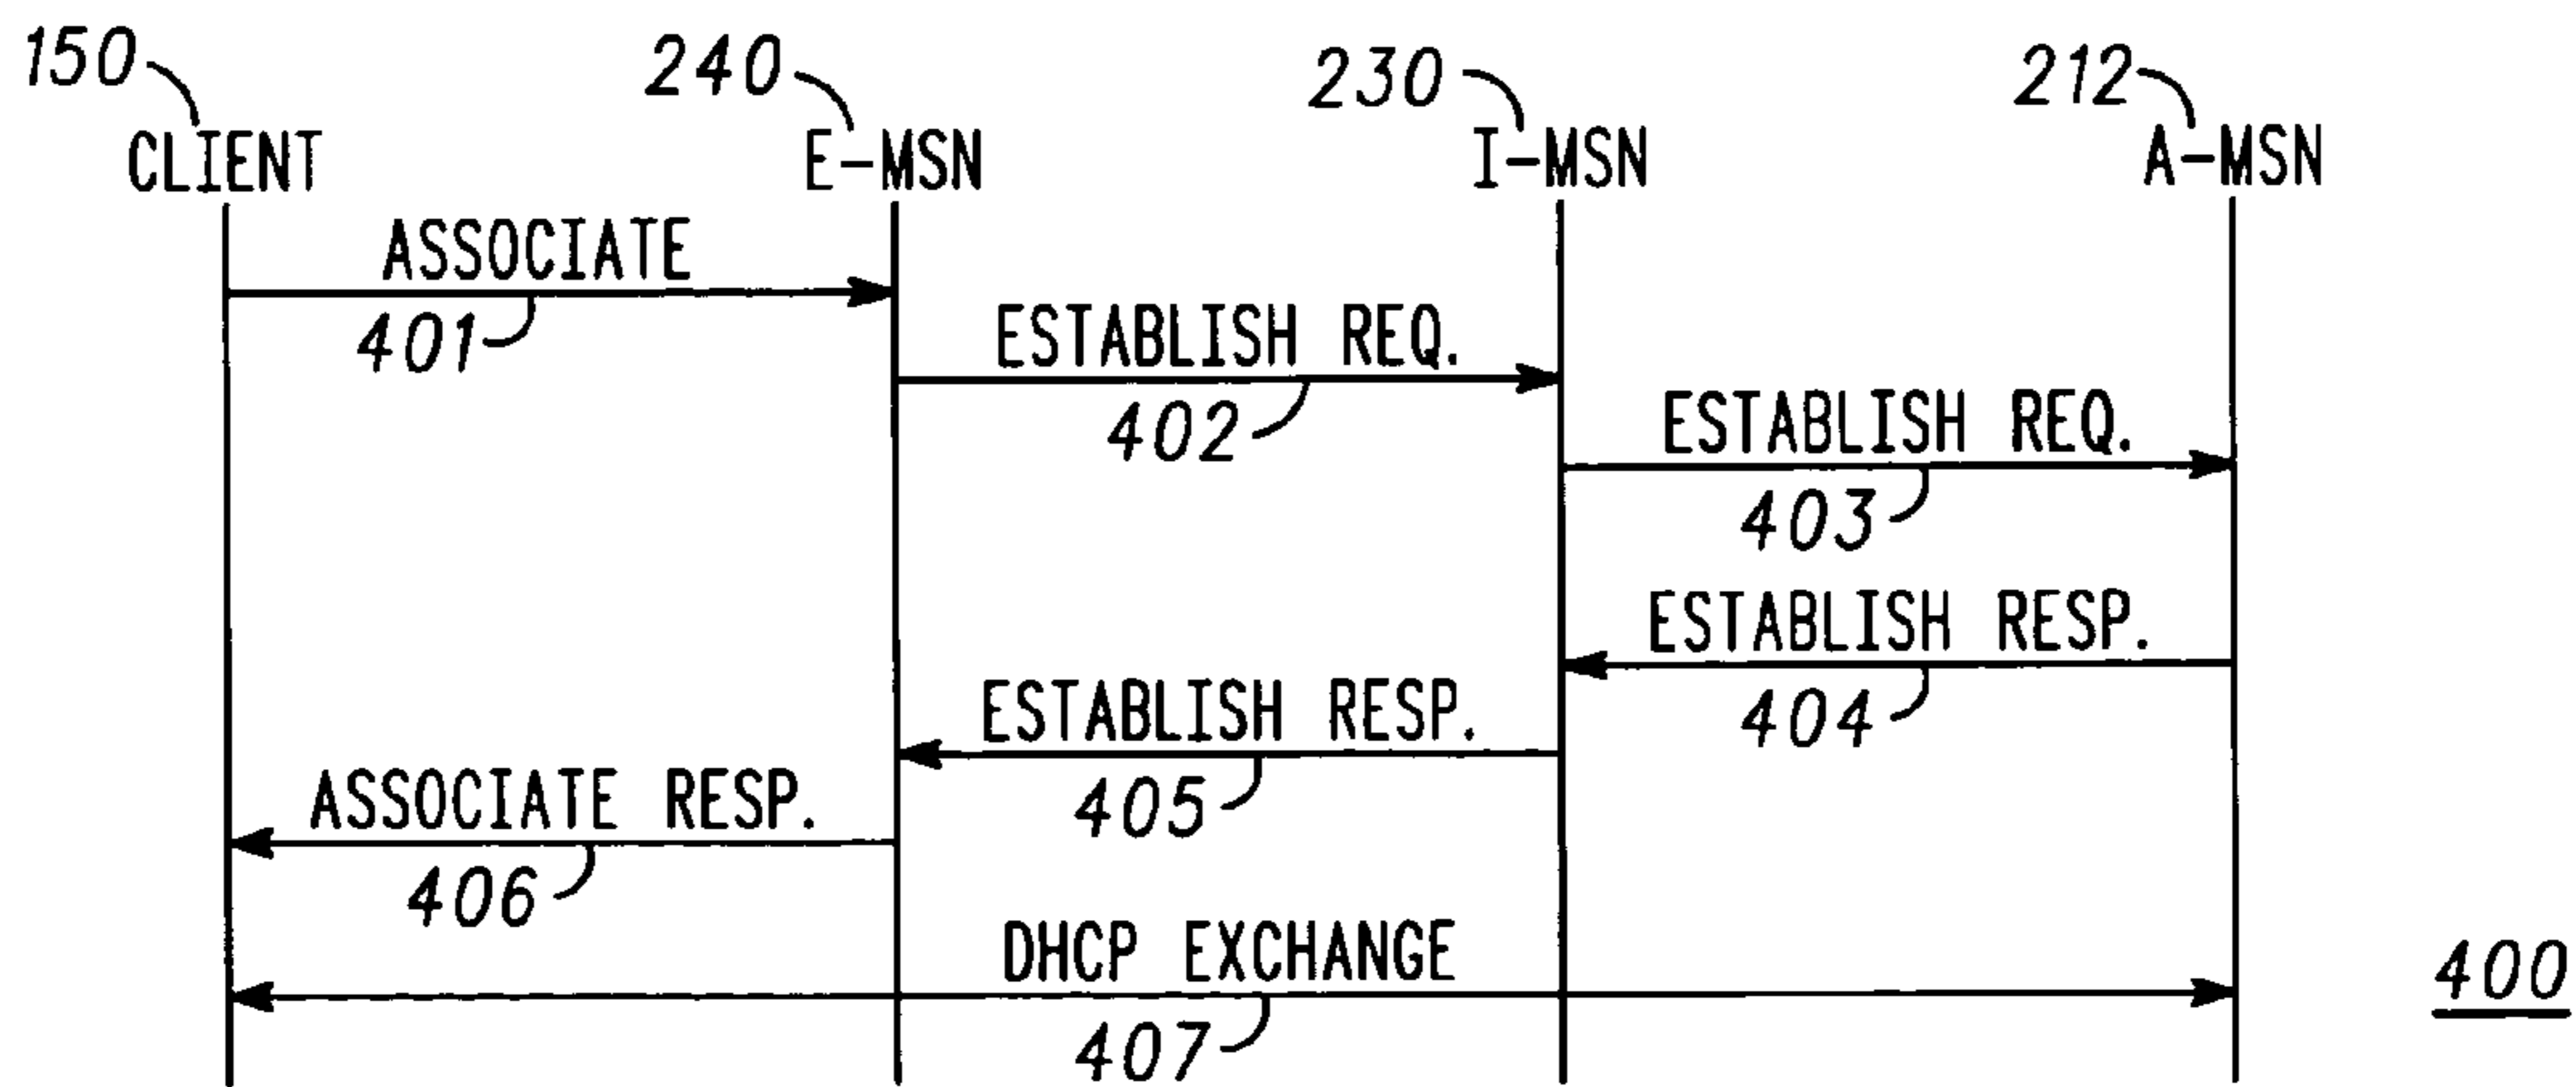 150 240 230 212
CLIENT E-MSN I-MSN A-MSN
ASSOCIATE
401
ESTABLISH REQ.
402
ESTABLISH REQ.
403
ESTABLISH RESP.
404
ESTABLISH RESP.
405
ASSOCIATE RESP.
406
DHCP EXCHANGE
407
400